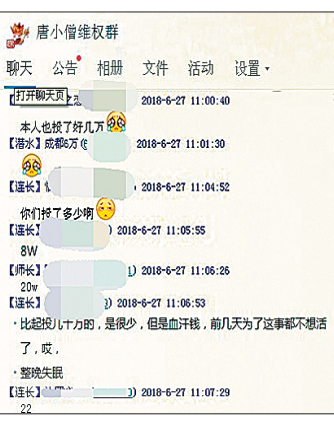 唐小僧维权群
聊天 公告 相册 文件 活动 设置
打开聊天页 2018-6-27 11:00:40
本人也投了好几万
【潜水】成都6万( 2018-6-27 11:01:30
【连长】 2018-6-27 11:04:52
你们投了多少啊
【连长】 ) 2018-6-27 11:05:55
8W
【师长】 ) 2018-6-27 11:06:26
20w
【连长】 ) 2018-6-27 11:06:53
·比起投几十万的，是很少，但是血汗钱，前几天为了这事都不想活
了，哎，
·整晚失眠
【连长】 ) 2018-6-27 11:07:29
22